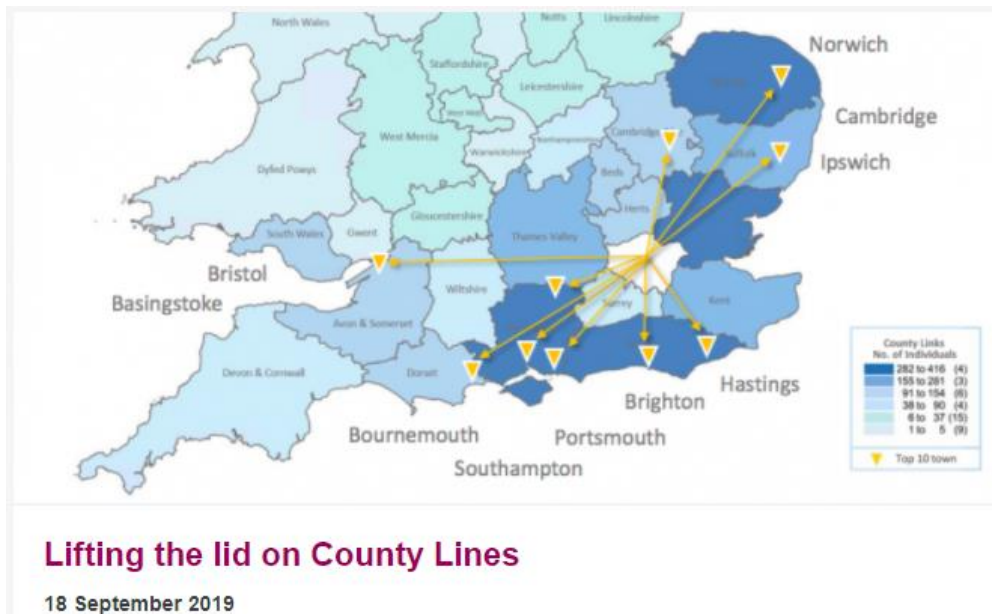 North Wales
Notts
Lincolnshire
Norwich
Staffordshire
Leicestershire
West Mercia
Warwickshire
Cambridge
Cambridge
Suffolk
Ipswich
Dyfed Powys
Beds
Herts
Gloucestershire
South Wales
Gwent
Thames Valley
Bristol
Basingstoke
Wiltshire
Surrey
Kent
Avon & Somerset
Devon & Cornwall
Dorset
Hastings
Brighton
Bournemouth
Portsmouth
Southampton
County Links
No. of Individuals
282 to 416 (4)
155 to 281 (3)
91 to 154 (6)
38 to 90 (4)
6 to 37 (15)
1 to 5 (9)
Top 10 town
Lifting the lid on County Lines
18 September 2019